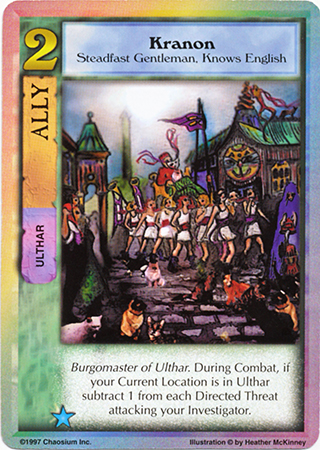 2
Kranon
Steadfast Gentleman, Knows English
ALLY
ULTHAR
Burgomaster of Ulthar. During Combat, if
your Current Location is in Ulthar
subtract 1 from each Directed Threat
attacking your Investigator.
©1997 Chaosium Inc.
Illustration © by Heather McKinney